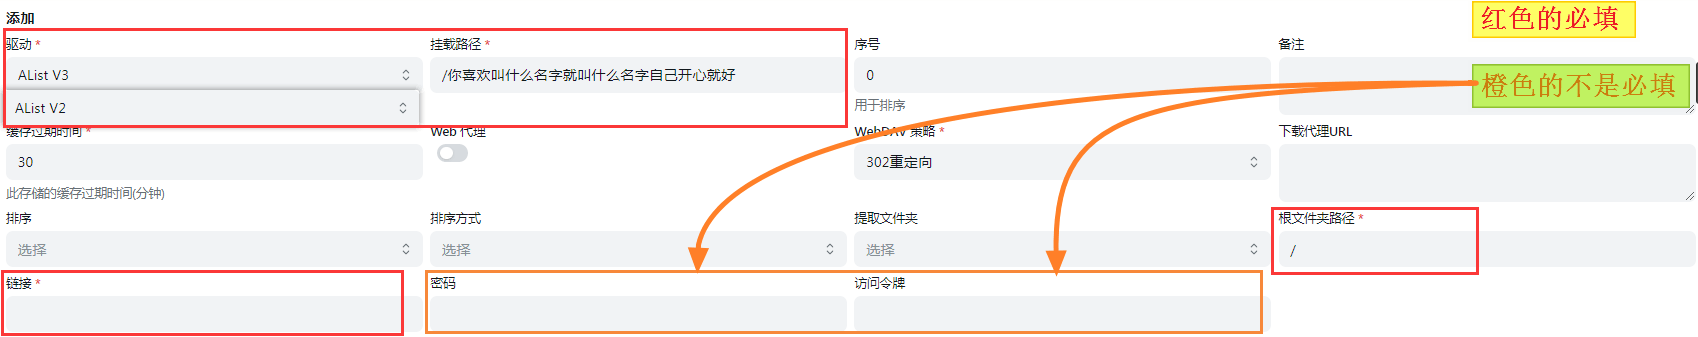 添加
红色的必填
驱动 *
挂载路径 *
序号
备注
AList V3
/你喜欢叫什么名字就叫什么名字自己开心就好
0
橙色的不是必填
AList V2
用于排序
缓存过期时间 *
Web 代理
WebDAV 策略 *
下载代理URL
30
302重定向
此存储的缓存过期时间(分钟)
排序
排序方式
提取文件夹
根文件夹路径 *
选择
选择
选择
/
链接 *
密码
访问令牌